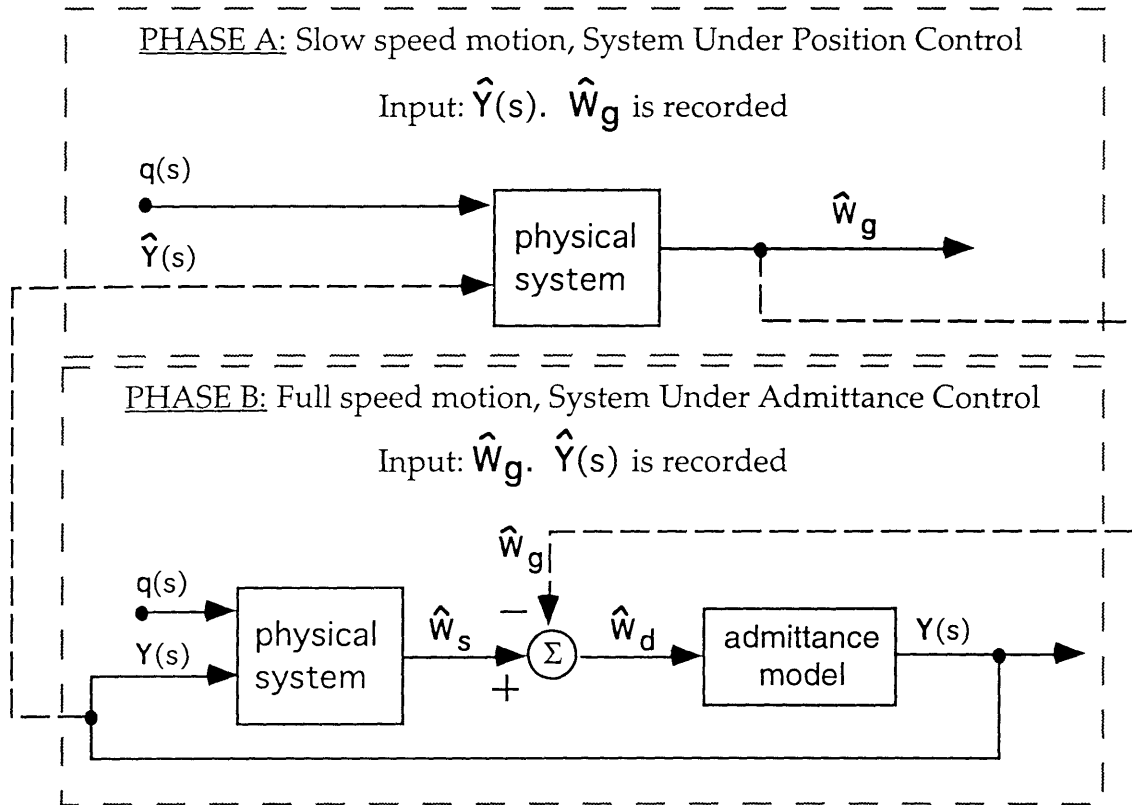 PHASE A: Slow speed motion, System Under Position Control
Input: Ŷ(s). Ŵg is recorded
q(s)
Ŷ(s)
physical
system
Ŵg
PHASE B: Full speed motion, System Under Admittance Control
Input: Ŵg. Ŷ(s) is recorded
Ŵg
q(s)
Y(s)
physical
system
Ŵs
−
+
Σ
Ŵd
admittance
model
Y(s)